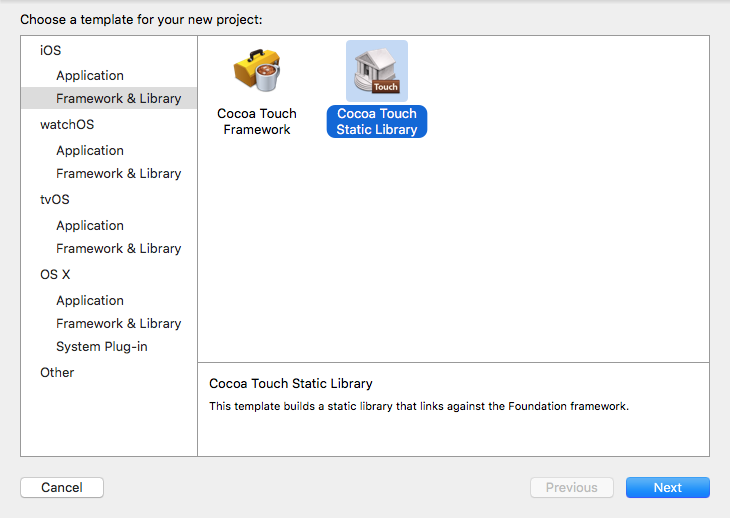 Choose a template for your new project:
iOS
Application
Framework & Library
watchOS
Application
Framework & Library
tvOS
Application
Framework & Library
OS X
Application
Framework & Library
System Plug-in
Other
Cocoa Touch
Framework
Touch
Cocoa Touch
Static Library
Cocoa Touch Static Library
This template builds a static library that links against the Foundation framework.
Cancel
Previous
Next